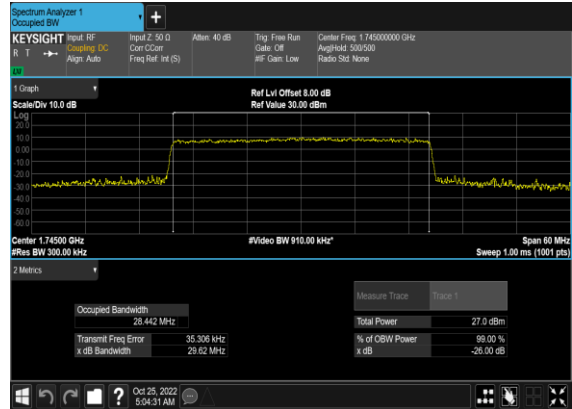 Spectrum Analyzer 1
Occupied BW
+
KEYSIGHT Input: RF Input Z: 50 Ω Atten: 40 dB Trig: Free Run Center Freq: 1.745000000 GHz
R T Coupling: DC Corr CCorr Gate: Off Avg|Hold: 500/500
Align: Auto Freq Ref: Int (S) #IF Gain: Low Radio Std: None
1 Graph
Ref Lvl Offset 8.00 dB
Scale/Div 10.0 dB Ref Value 30.00 dBm
Log
20.0
10.0
0.00
-10.0
-20.0
-30.0
-40.0
-50.0
-60.0
Center 1.74500 GHz #Video BW 910.00 kHz* Span 60 MHz
#Res BW 300.00 kHz Sweep 1.00 ms (1001 pts)
2 Metrics
Measure Trace Trace 1
Occupied Bandwidth
28.442 MHz Total Power 27.0 dBm
Transmit Freq Error 35.306 kHz % of OBW Power 99.00 %
x dB Bandwidth 29.62 MHz x dB -26.00 dB
? Oct 25, 2022
5:04:31 AM